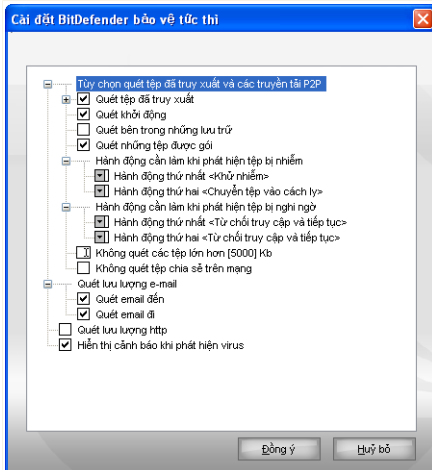 Cài đặt BitDefender bảo vệ tức thì
Tùy chọn quét tệp đã truy xuất và các truyền tải P2P
Quét tệp đã truy xuất
Quét khởi động
Quét bên trong những lưu trữ
Quét những tệp được gói
Hành động cần làm khi phát hiện tệp bị nhiễm
Hành động thứ nhất <Khử nhiễm>
Hành động thứ hai <Chuyển tệp vào cách ly>
Hành động cần làm khi phát hiện tệp bị nghi ngờ
Hành động thứ nhất <Từ chối truy cập và tiếp tục>
Hành động thứ hai <Từ chối truy cập và tiếp tục>
Không quét các tệp lớn hơn [5000] Kb
Không quét tệp chia sẻ trên mạng
Quét lưu lượng e-mail
Quét email đến
Quét email đi
Quét lưu lượng http
Hiển thị cảnh báo khi phát hiện virus
Đồng ý Huỷ bỏ